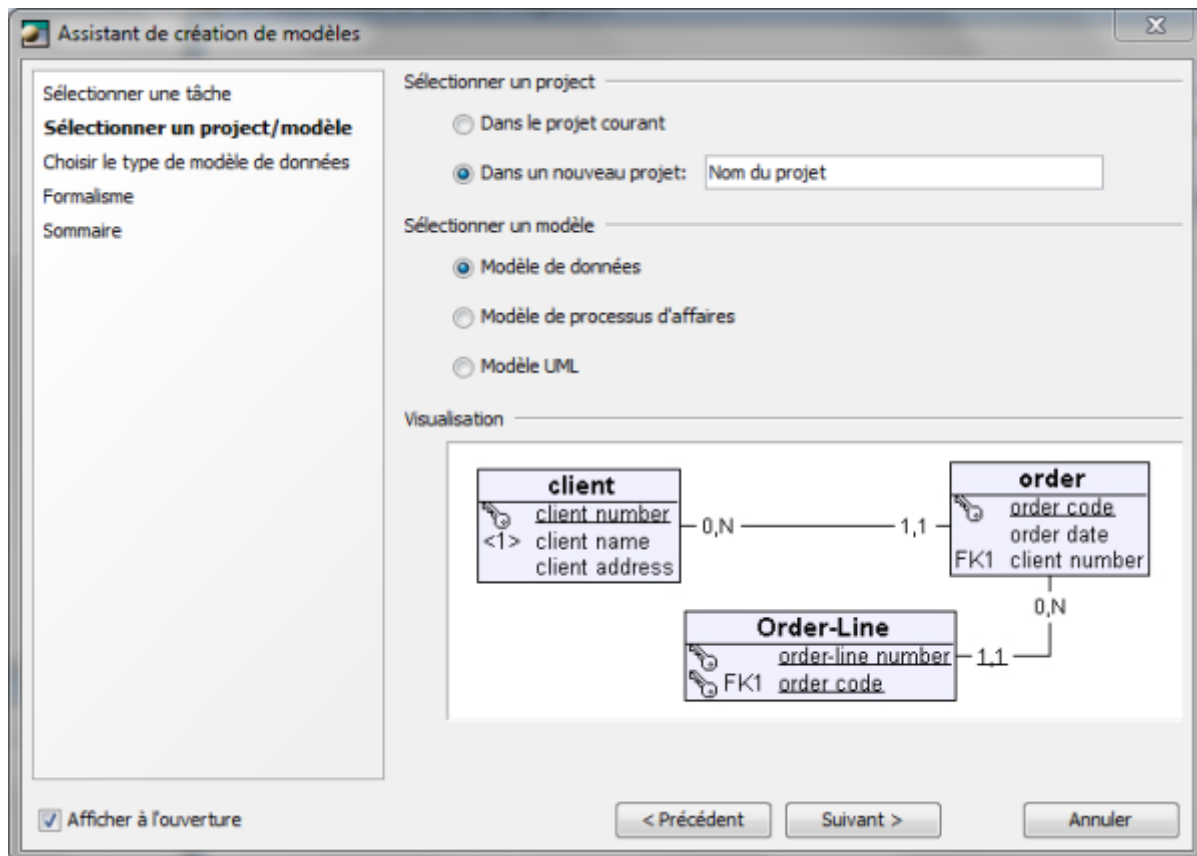 Assistant de création de modèles
Sélectionner une tâche
Sélectionner un project/modèle
Choisir le type de modèle de données
Formalisme
Sommaire
Sélectionner un project
Dans le projet courant
Dans un nouveau projet: Nom du projet
Sélectionner un modèle
Modèle de données
Modèle de processus d'affaires
Modèle UML
Visualisation
client
client number
<1> client name
client address
0,N
1,1
order
order code
order date
FK1 client number
0,N
Order-Line
order-line number
FK1 order code
1,1
Afficher à l'ouverture
< Précédent
Suivant >
Annuler